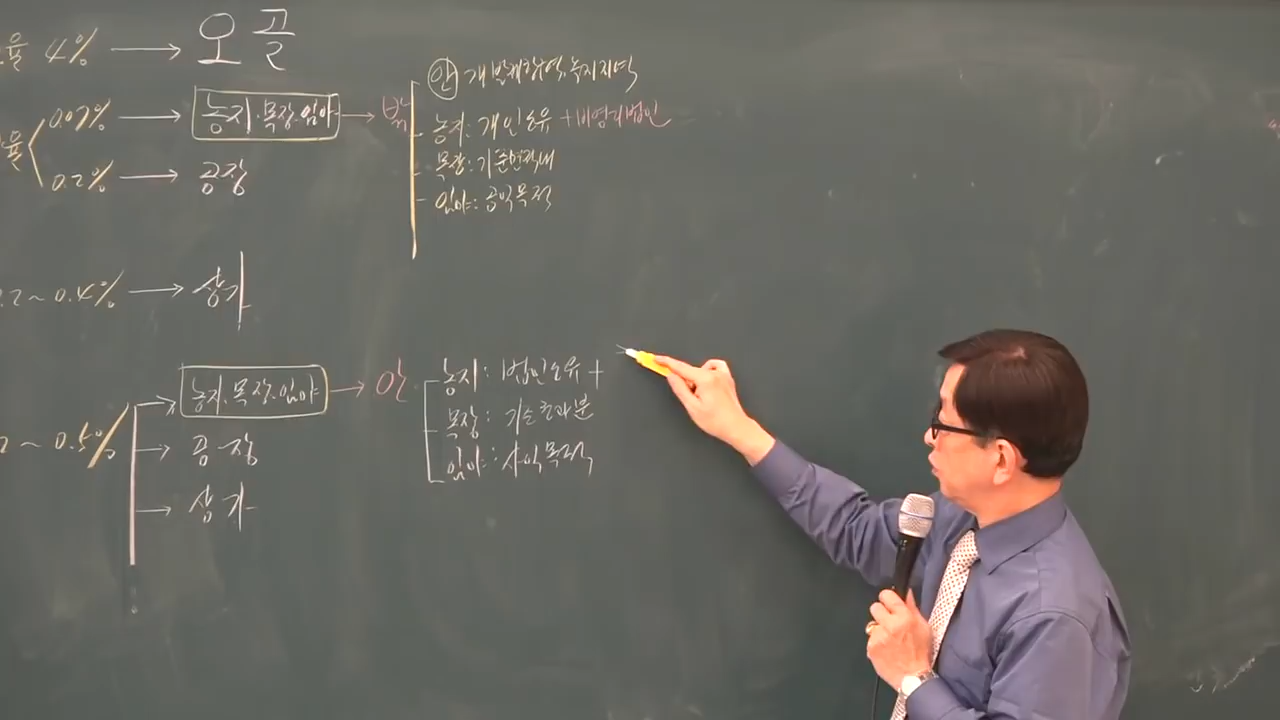 율 4% → 오 골
0.07% → 농지·목장·임야 → 밖
율
0.2% → 공장
안 개발제한구역, 녹지지역
농지: 개인소유 +비영리법인
목장: 기준면적내
임야: 공익목적
0.2~0.4% → 상가
~0.5%
→ 농지·목장·임야 → 안
→ 공장
→ 상가
농지: 법인소유 +
목장: 기준초과분
임야: 사익목적